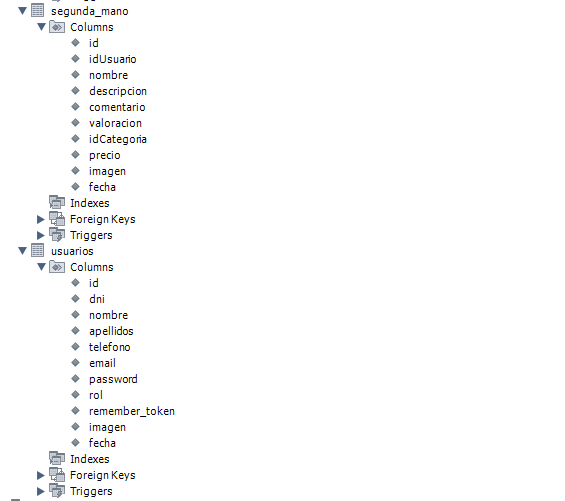 segunda_mano
Columns
id
idUsuario
nombre
descripcion
comentario
valoracion
idCategoria
precio
imagen
fecha
Indexes
Foreign Keys
Triggers
usuarios
Columns
id
dni
nombre
apellidos
telefono
email
password
rol
remember_token
imagen
fecha
Indexes
Foreign Keys
Triggers